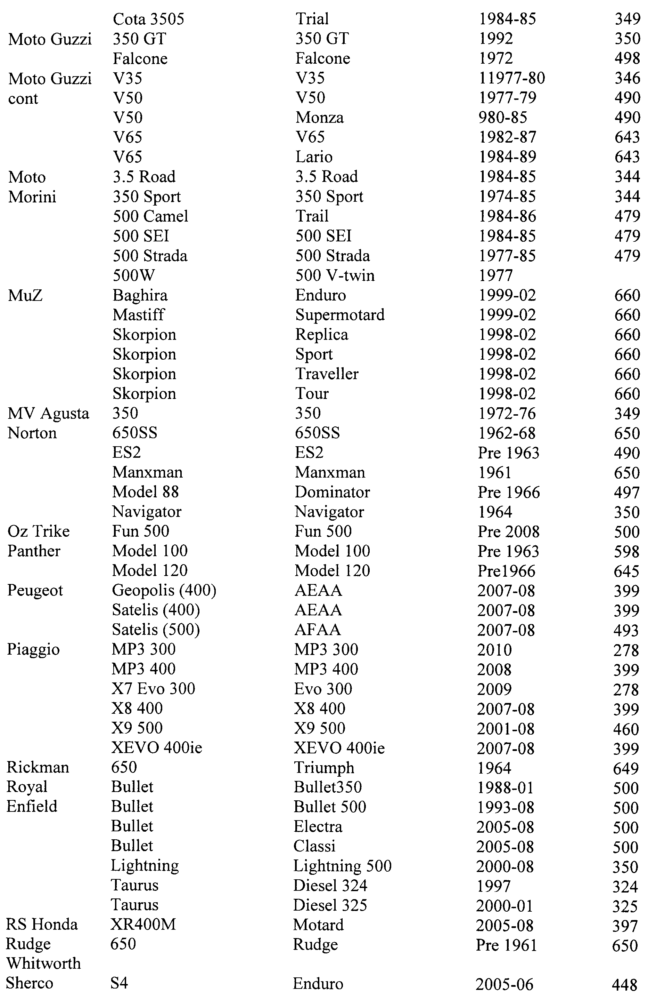 Cota 3505 Trial 1984-85 349
Moto Guzzi 350 GT 350 GT 1992 350
Falcone Falcone 1972 498
Moto Guzzi V35 V35 11977-80 346
cont V50 V50 1977-79 490
V50 Monza 980-85 490
V65 V65 1982-87 643
V65 Lario 1984-89 643
Moto 3.5 Road 3.5 Road 1984-85 344
Morini 350 Sport 350 Sport 1974-85 344
500 Camel Trail 1984-86 479
500 SEI 500 SEI 1984-85 479
500 Strada 500 Strada 1977-85 479
500W 500 V-twin 1977
MuZ Baghira Enduro 1999-02 660
Mastiff Supermotard 1999-02 660
Skorpion Replica 1998-02 660
Skorpion Sport 1998-02 660
Skorpion Traveller 1998-02 660
Skorpion Tour 1998-02 660
MV Agusta 350 350 1972-76 349
Norton 650SS 650SS 1962-68 650
ES2 ES2 Pre 1963 490
Manxman Manxman 1961 650
Model 88 Dominator Pre 1966 497
Navigator Navigator 1964 350
Oz Trike Fun 500 Fun 500 Pre 2008 500
Panther Model 100 Model 100 Pre 1963 598
Model 120 Model 120 Pre1966 645
Peugeot Geopolis (400) AEAA 2007-08 399
Satelis (400) AEAA 2007-08 399
Satelis (500) AFAA 2007-08 493
Piaggio MP3 300 MP3 300 2010 278
MP3 400 MP3 400 2008 399
X7 Evo 300 Evo 300 2009 278
X8 400 X8 400 2007-08 399
X9 500 X9 500 2001-08 460
XEVO 400ie XEVO 400ie 2007-08 399
Rickman 650 Triumph 1964 649
Royal Bullet Bullet350 1988-01 500
Enfield Bullet Bullet 500 1993-08 500
Bullet Electra 2005-08 500
Bullet Classi 2005-08 500
Lightning Lightning 500 2000-08 350
Taurus Diesel 324 1997 324
Taurus Diesel 325 2000-01 325
RS Honda XR400M Motard 2005-08 397
Rudge 650 Rudge Pre 1961 650
Whitworth
Sherco S4 Enduro 2005-06 448